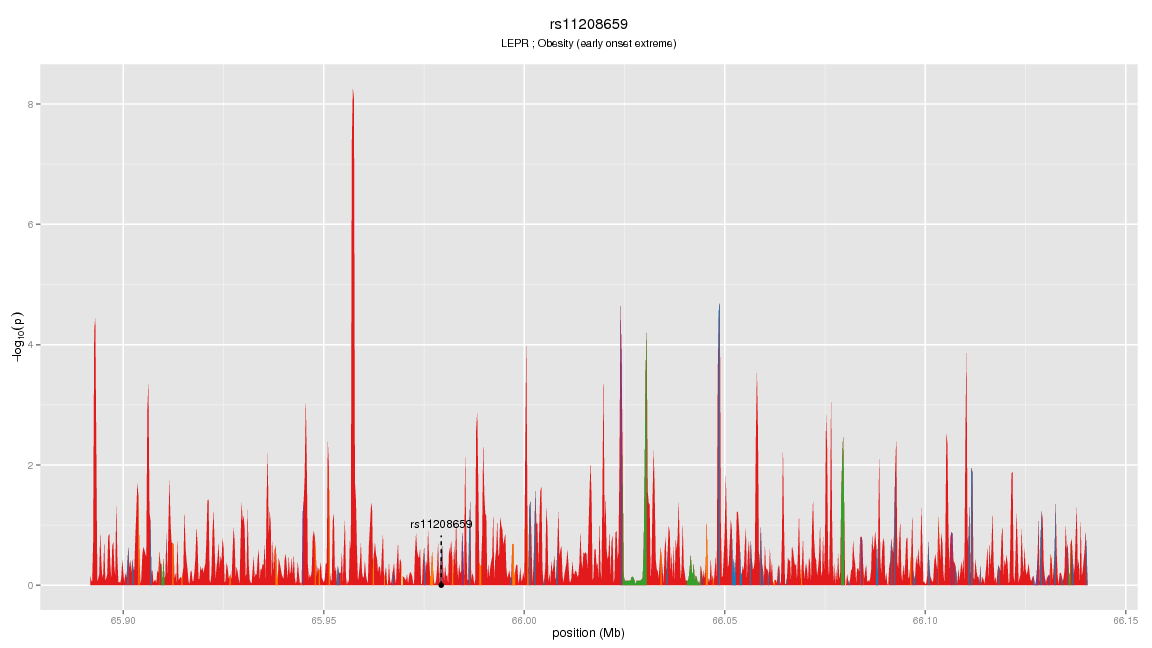 rs11208659
LEPR ; Obesity (early onset extreme)
8
6
4
2
0
−log10(p)
rs11208659
65.90 65.95 66.00 66.05 66.10 66.15
position (Mb)